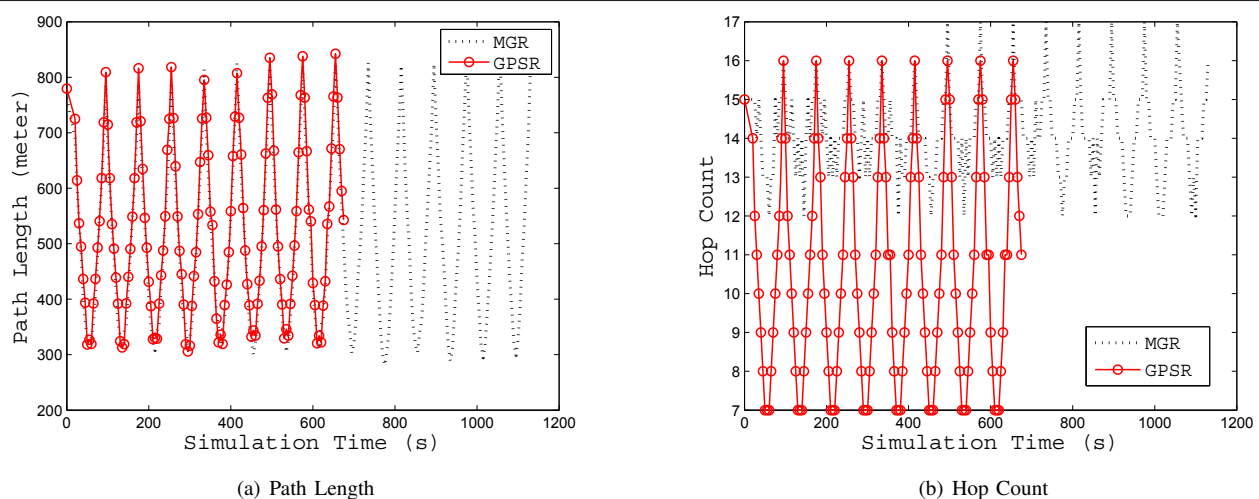 900
800
700
600
500
400
300
200
Path Length (meter)
0 200 400 600 800 1000 1200
Simulation Time (s)
MGR
GPSR
(a) Path Length
17
16
15
14
13
12
11
10
9
8
7
Hop Count
0 200 400 600 800 1000 1200
Simulation Time (s)
MGR
GPSR
(b) Hop Count